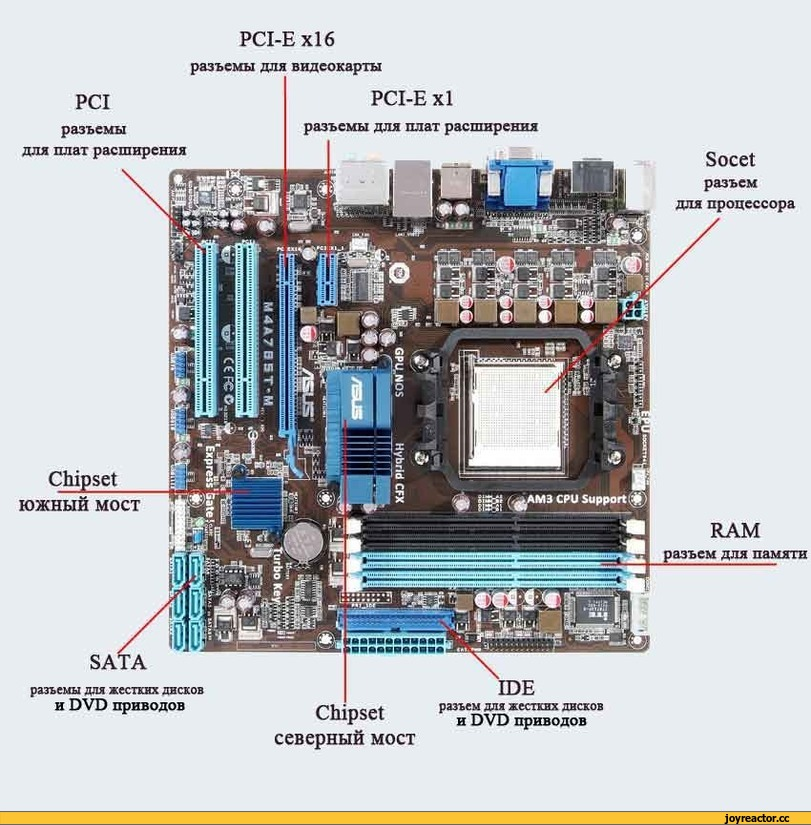 PCI-E x16
разъемы для видеокарты
PCI
разъемы
для плат расширения
PCI-E x1
разъемы для плат расширения
Socet
разъем
для процессора
M4A785T-M
ASUS
GPU NOS
ASUS
Hybrid CFX
AM3 CPU Support
EPU
Express Gate
Turbo Key
Chipset
южный мост
RAM
разъем для памяти
SATA
разъемы для жестких дисков
и DVD приводов
Chipset
северный мост
IDE
разъем для жестких дисков
и DVD приводов
joyreactor.cc